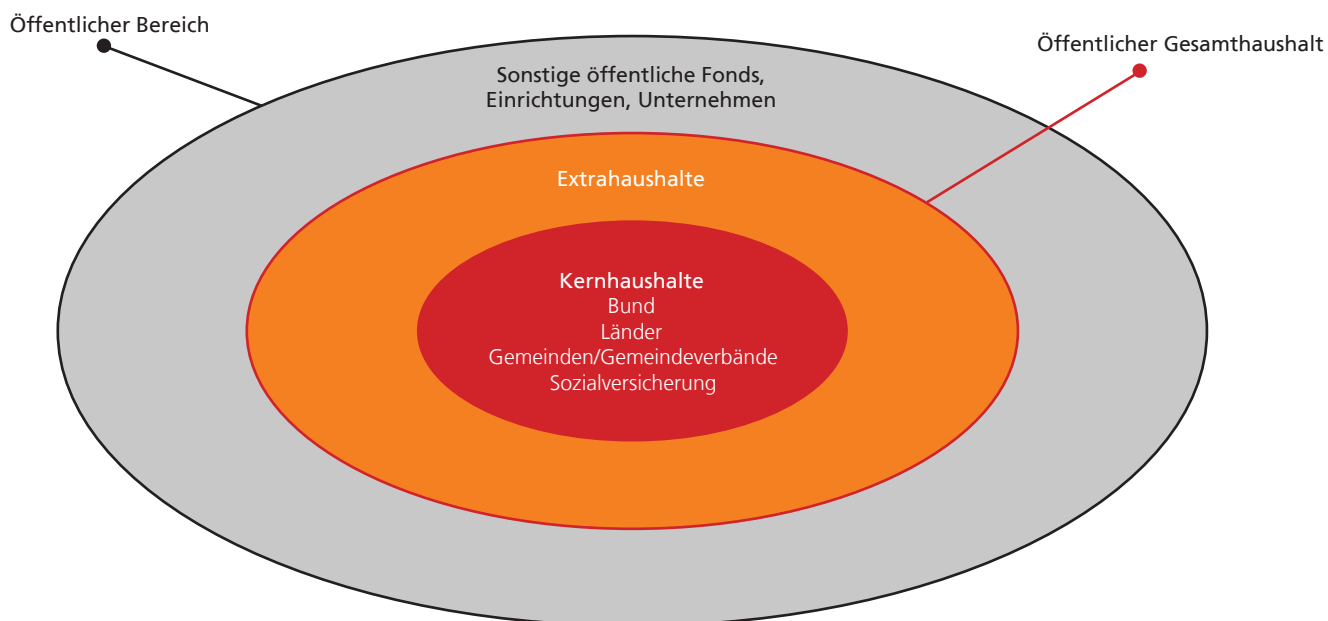 Öffentlicher Bereich
Öffentlicher Gesamthaushalt
Sonstige öffentliche Fonds,
Einrichtungen, Unternehmen
Extrahaushalte
Kernhaushalte
Bund
Länder
Gemeinden/Gemeindeverbände
Sozialversicherung